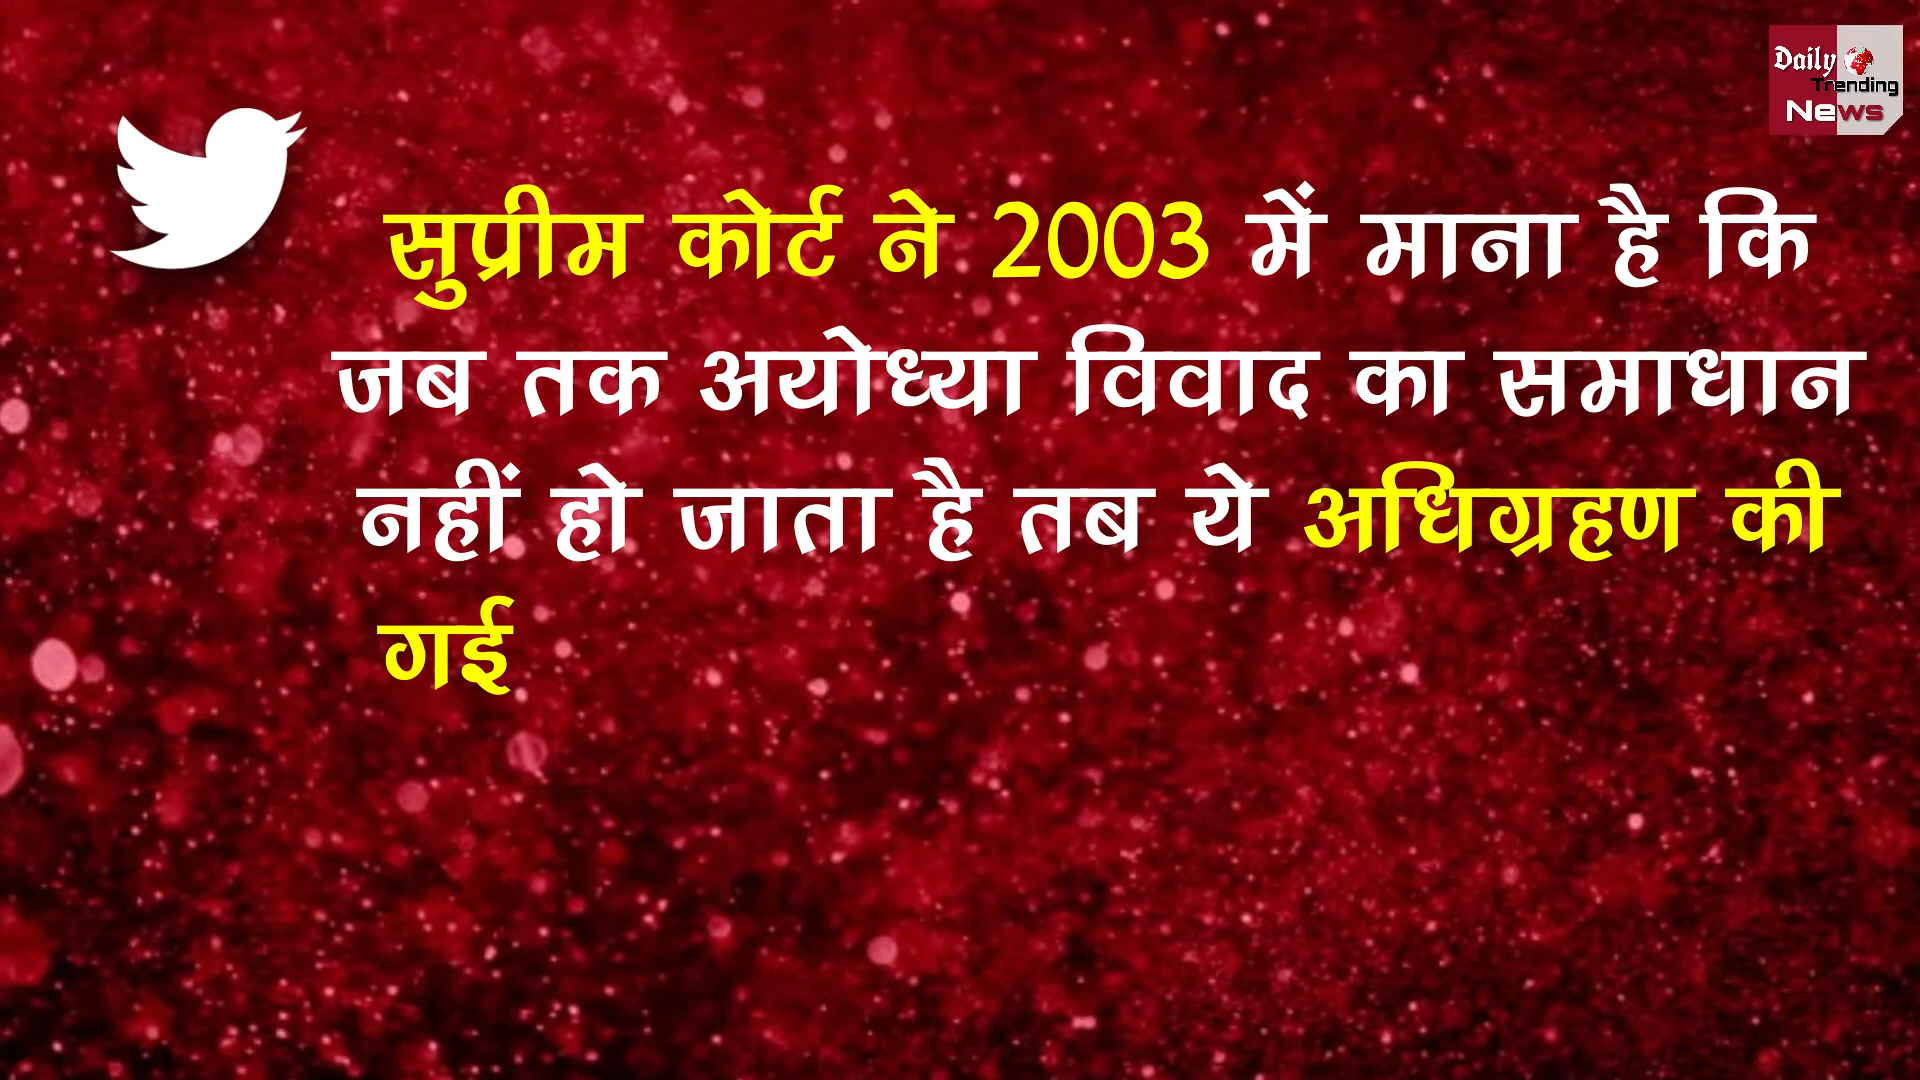 Daily
Trending
News
सुप्रीम कोर्ट ने 2003 में माना है कि
जब तक अयोध्या विवाद का समाधान
नहीं हो जाता है तब ये अधिग्रहण की
गई